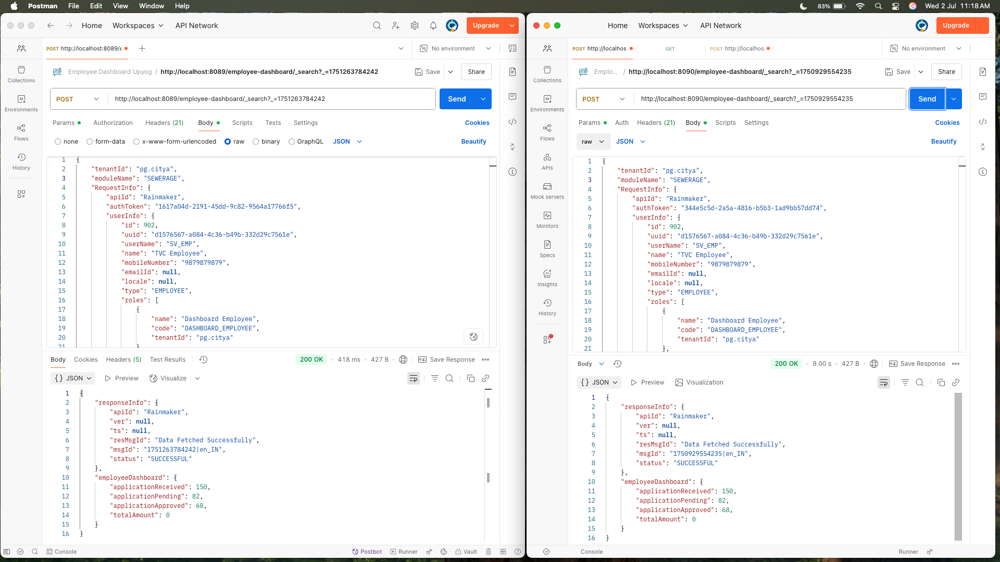 Postman File Edit View Window Help
83% Wed 2 Jul 11:18 AM
Home Workspaces API Network
Upgrade
POST http://localhost:8089/e
No environment
Employee Dashboard Upyog / http://localhost:8089/employee-dashboard/_search?_=1751263784242
Save Share
POST http://localhost:8089/employee-dashboard/_search?_=1751263784242
Send
Params Authorization Headers (21) Body Scripts Tests Settings Cookies
none form-data x-www-form-urlencoded raw binary GraphQL JSON Beautify
Collections
Environments
Flows
History
1 {
2 "tenantId": "pg.citya",
3 "moduleName": "SEWERAGE",
4 "RequestInfo": {
5 "apiId": "Rainmaker",
6 "authToken": "1617a04d-2191-45dd-9c82-9564a17766f5",
7 "userInfo": {
8 "id": 902,
9 "uuid": "d1576567-a084-4c36-b49b-332d29c7561e",
10 "userName": "SV_EMP",
11 "name": "TVC Employee",
12 "mobileNumber": "9879879879",
13 "emailId": null,
14 "locale": null,
15 "type": "EMPLOYEE",
16 "roles": [
17 {
18 "name": "Dashboard Employee",
19 "code": "DASHBOARD_EMPLOYEE",
20 "tenantId": "pg.citya"
21 }
Body Cookies Headers (5) Test Results 200 OK 418 ms 427 B e.g. Save Response
{} JSON Preview Visualize
1 {
2 "responseInfo": {
3 "apiId": "Rainmaker",
4 "ver": null,
5 "ts": null,
6 "resMsgId": "Data Fetched Successfully",
7 "msgId": "1751263784242|en_IN",
8 "status": "SUCCESSFUL"
9 },
10 "employeeDashboard": {
11 "applicationReceived": 150,
12 "applicationPending": 82,
13 "applicationApproved": 68,
14 "totalAmount": 0
15 }
16 }
Console Postbot Runner Vault
Home Workspaces API Network
Upgrade
POST http://localhos GET POST http://localhos
No environment
HTTP Emplo... / http://localhost:8090/employee-dashboard/_search?_=1750929554235
Save Share
POST http://localhost:8090/employee-dashboard/_search?_=1750929554235
Send
Params Auth Headers (21) Body Scripts Settings Cookies
raw JSON Beautify
Collections
Environments
Flows
APIs
Mock servers
Monitors
Specs
Insights
History
1 {
2 "tenantId": "pg.citya",
3 "moduleName": "SEWERAGE",
4 "RequestInfo": {
5 "apiId": "Rainmaker",
6 "authToken": "344e5c5d-2a5a-4816-b5b3-1ad9bb57dd74",
7 "userInfo": {
8 "id": 902,
9 "uuid": "d1576567-a084-4c36-b49b-332d29c7561e",
10 "userName": "SV_EMP",
11 "name": "TVC Employee",
12 "mobileNumber": "9879879879",
13 "emailId": null,
14 "locale": null,
15 "type": "EMPLOYEE",
16 "roles": [
17 {
18 "name": "Dashboard Employee",
19 "code": "DASHBOARD_EMPLOYEE",
20 "tenantId": "pg.citya"
21 },
Body 200 OK 9.00 s 427 B e.g. Save Response
{} JSON Preview Visualization
1 {
2 "responseInfo": {
3 "apiId": "Rainmaker",
4 "ver": null,
5 "ts": null,
6 "resMsgId": "Data Fetched Successfully",
7 "msgId": "1750929554235|en_IN",
8 "status": "SUCCESSFUL"
9 },
10 "employeeDashboard": {
11 "applicationReceived": 150,
12 "applicationPending": 82,
13 "applicationApproved": 68,
14 "totalAmount": 0
15 }
16 }
Console Runner